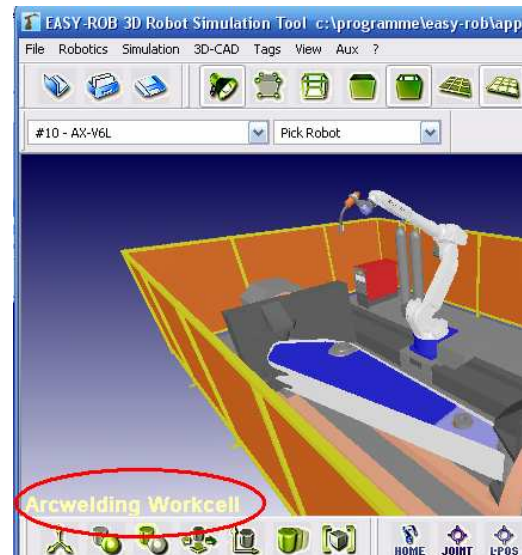 EASY-ROB 3D Robot Simulation Tool c:\programme\easy-rob\app
File Robotics Simulation 3D-CAD Tags View Aux ?
#10 - AX-V6L Pick Robot
Arcwelding Workcell
HOME JOINT